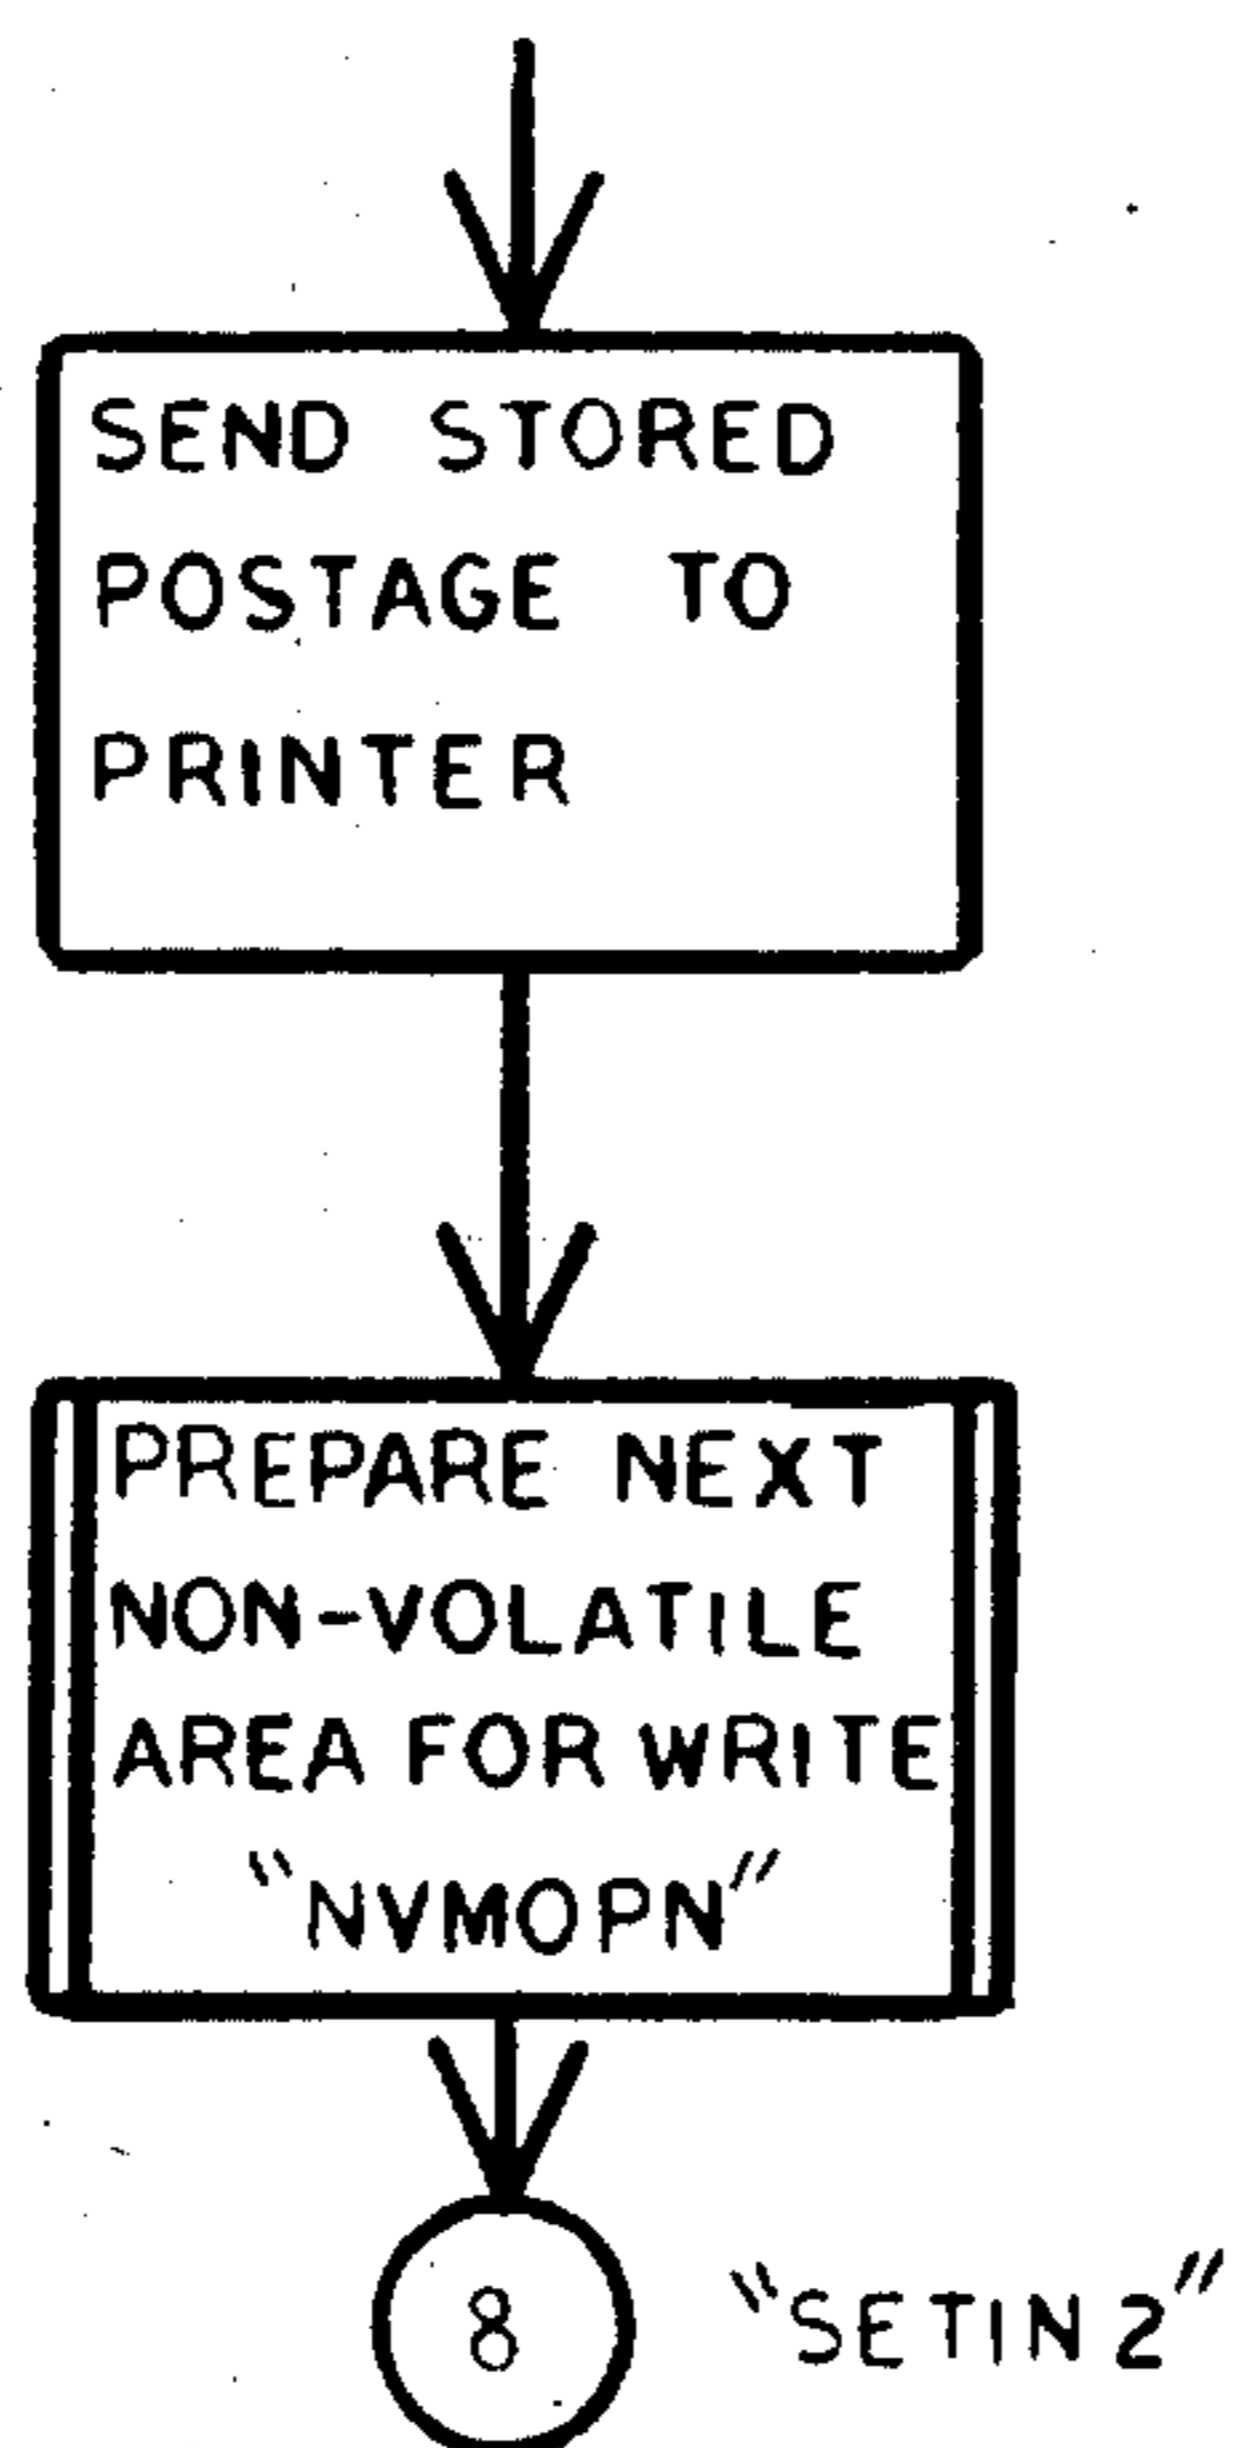 SEND STORED
POSTAGE TO
PRINTER
PREPARE NEXT
NON-VOLATILE
AREA FOR WRITE
"NVMOPN"
8 "SETIN2"